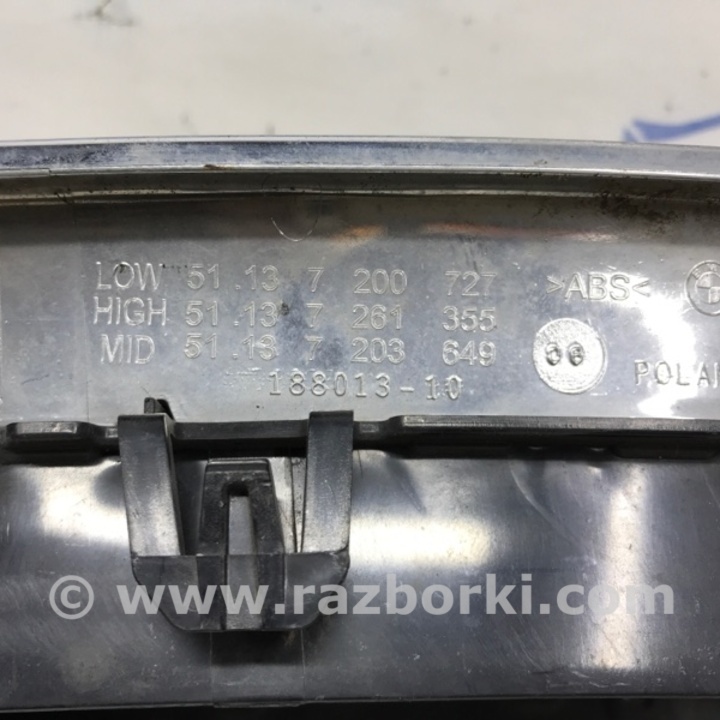 LOW 51.13 7 200 727 >ABS<
HIGH 51.13 7 261 355
MID 51.13 7 203 649 06
188013-10
© www.razborki.com